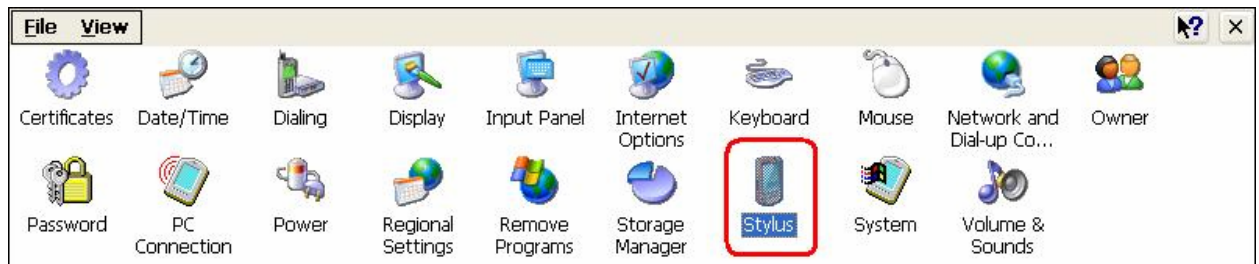 File View
Certificates Date/Time Dialing Display Input Panel Internet Options Keyboard Mouse Network and Dial-up Co... Owner
Password PC Connection Power Regional Settings Remove Programs Storage Manager Stylus System Volume & Sounds